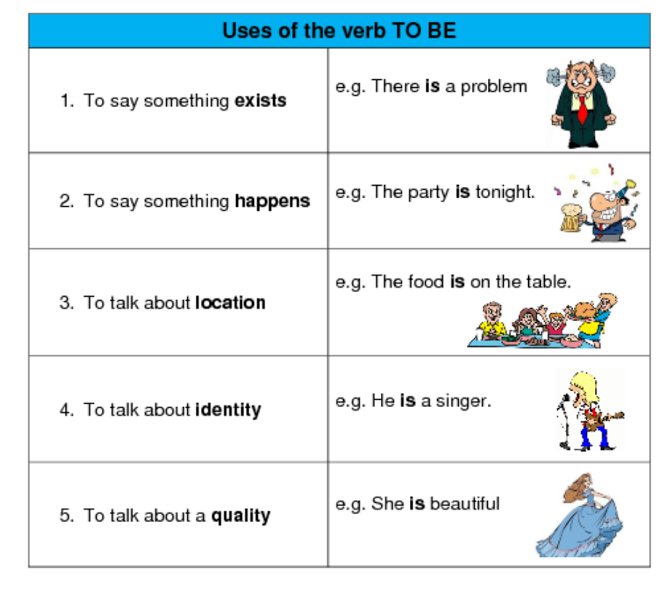 Uses of the verb TO BE
1. To say something exists
e.g. There is a problem
2. To say something happens
e.g. The party is tonight.
3. To talk about location
e.g. The food is on the table.
4. To talk about identity
e.g. He is a singer.
5. To talk about a quality
e.g. She is beautiful